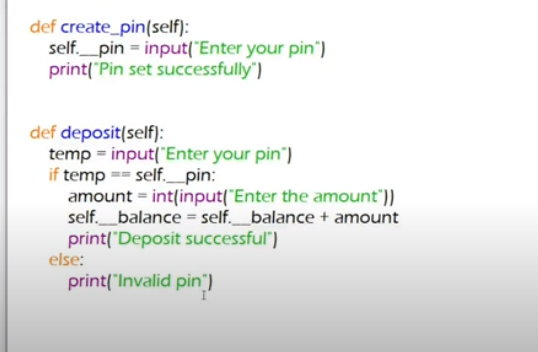 def create_pin(self):
self.__pin = input("Enter your pin")
print("Pin set successfully")
def deposit(self):
temp = input("Enter your pin")
if temp == self.__pin:
amount = int(input("Enter the amount"))
self.__balance = self.__balance + amount
print("Deposit successful")
else:
print("Invalid pin")